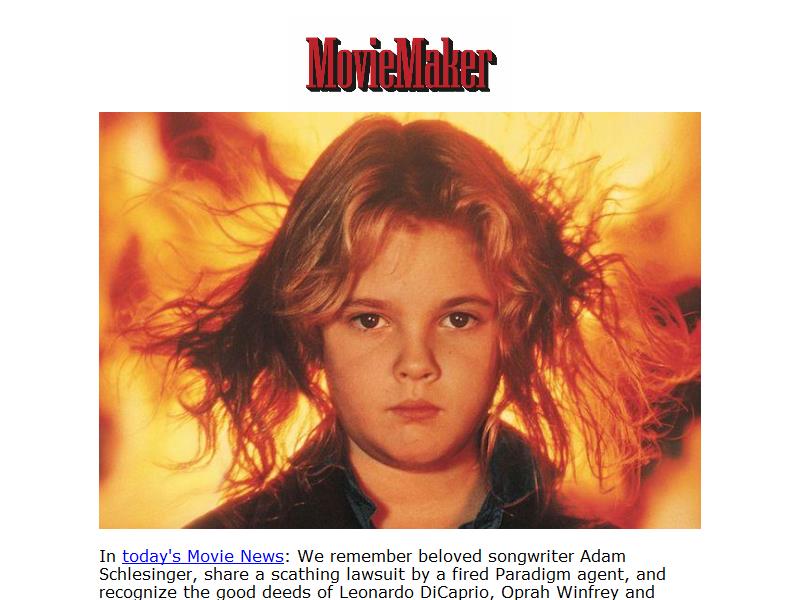 MovieMaker
In today's Movie News: We remember beloved songwriter Adam
Schlesinger, share a scathing lawsuit by a fired Paradigm agent, and
recognize the good deeds of Leonardo DiCaprio, Oprah Winfrey and